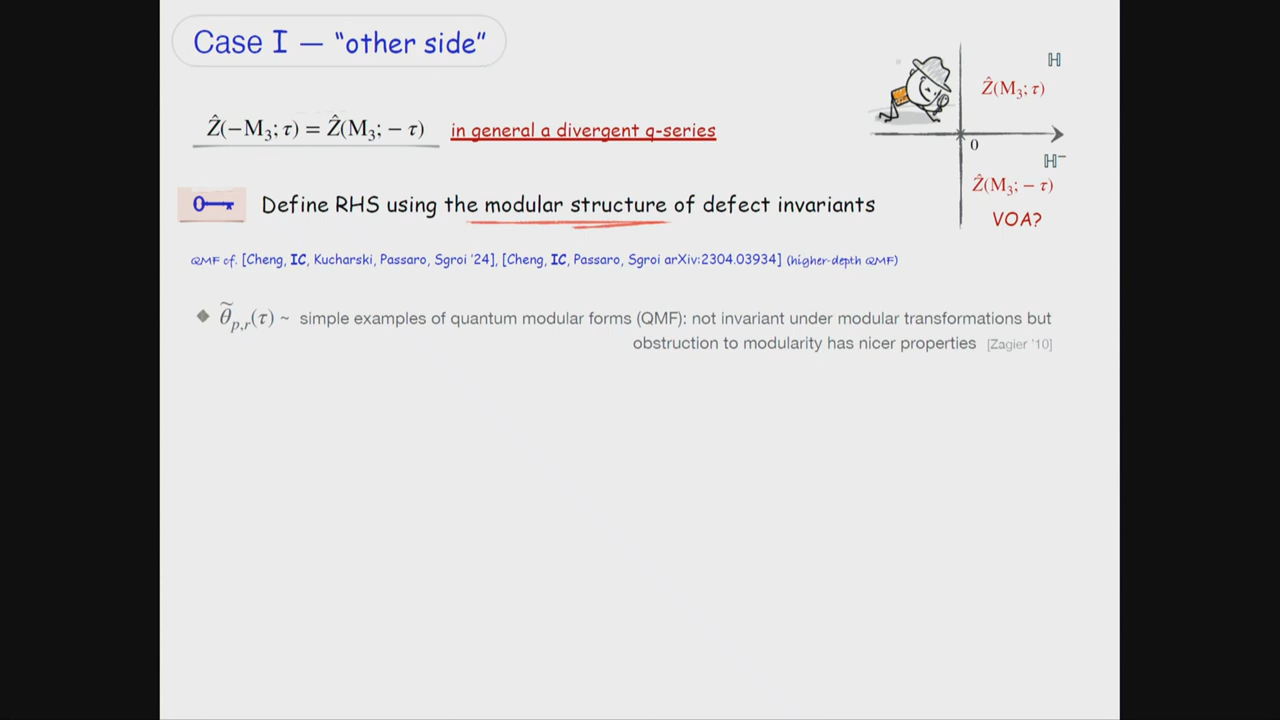 Case I — “other side”
Ẑ(−M₃; τ) = Ẑ(M₃; − τ) in general a divergent q-series
ℍ
Ẑ(M₃; τ)
0
ℍ⁻
Ẑ(M₃; − τ)
VOA?
Define RHS using the modular structure of defect invariants
QMF cf. [Cheng, IC, Kucharski, Passaro, Sgroi '24], [Cheng, IC, Passaro, Sgroi arXiv:2304.03934] (higher-depth QMF)
◆ θ̃_{p,r}(τ) ~ simple examples of quantum modular forms (QMF): not invariant under modular transformations but
obstruction to modularity has nicer properties [Zagier '10]